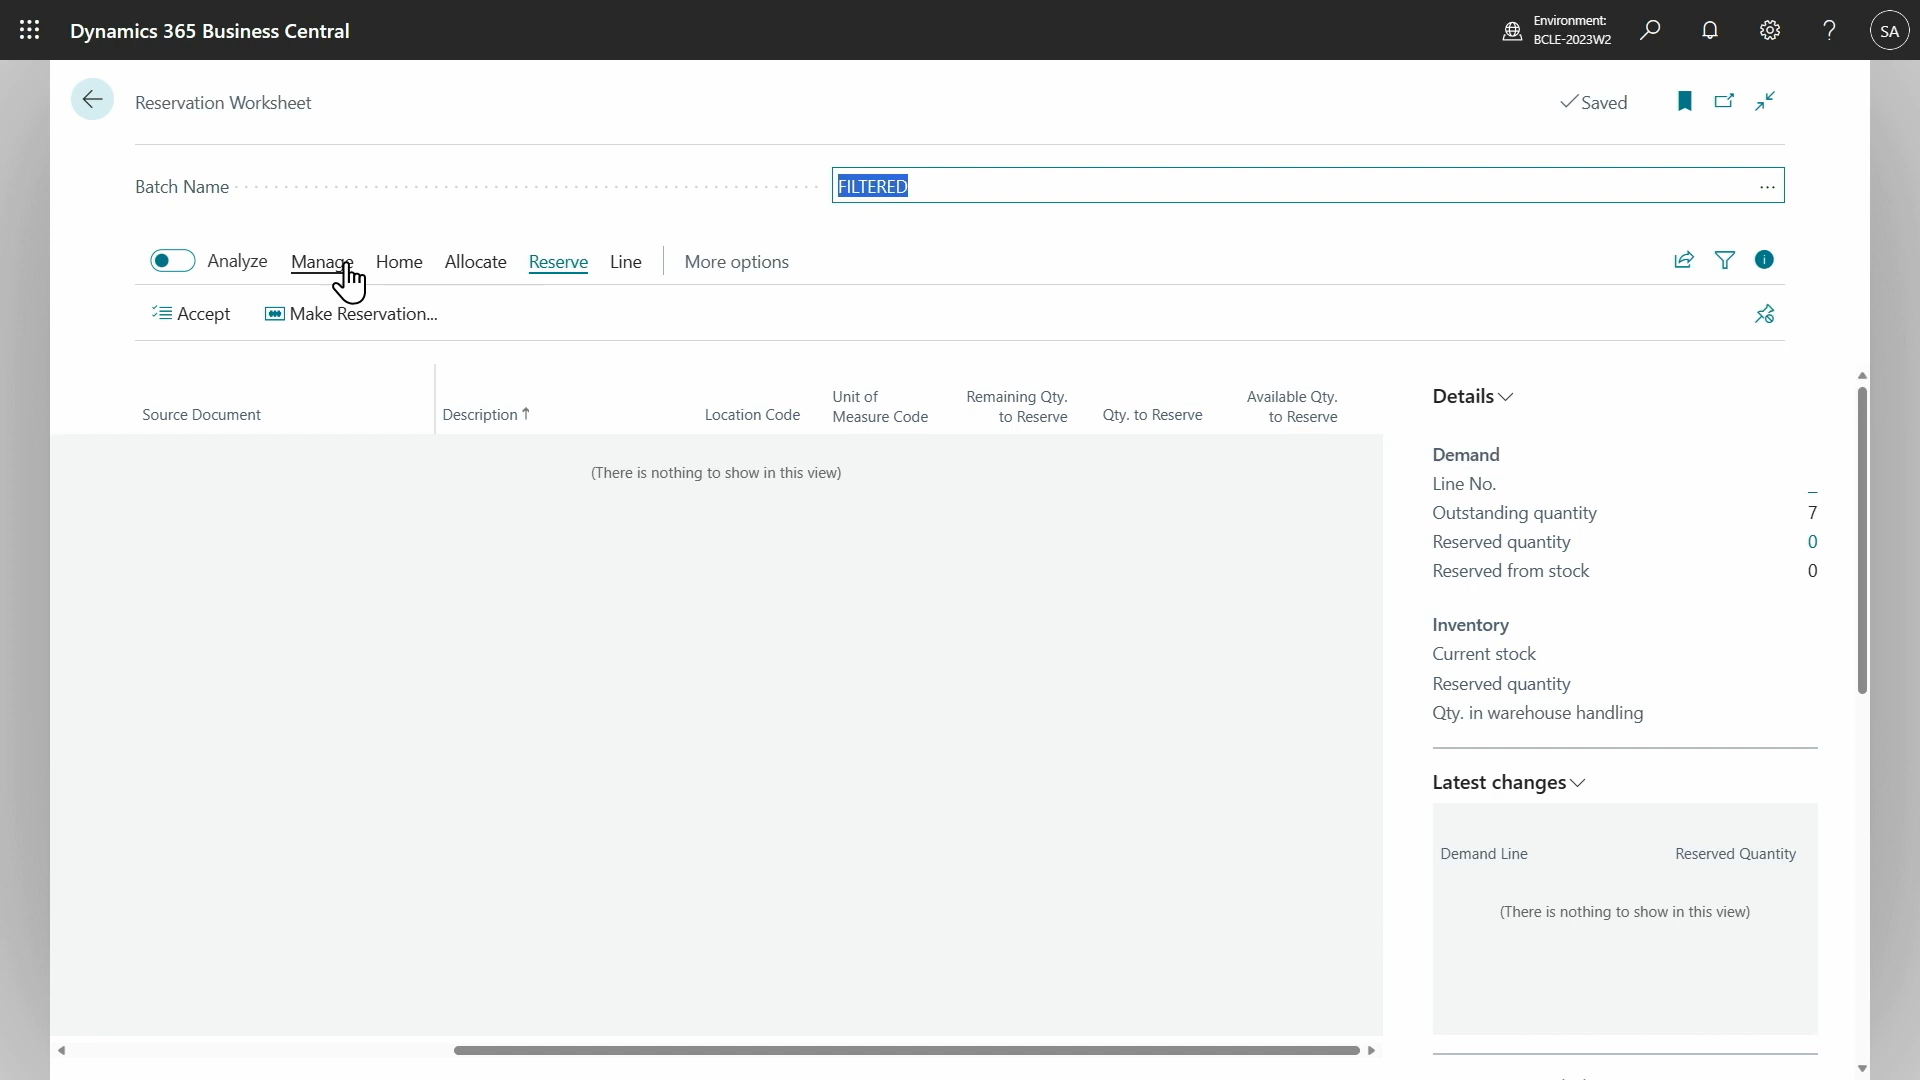 Dynamics 365 Business Central
Environment:
BCLE-2023W2
?
SA
Reservation Worksheet
Saved
Batch Name
FILTERED
...
Analyze Manage Home Allocate Reserve Line More options
Accept Make Reservation...
Source Document
Description ↑
Location Code
Unit of
Measure Code
Remaining Qty.
to Reserve
Qty. to Reserve
Available Qty.
to Reserve
(There is nothing to show in this view)
Details
Demand
Line No. _
Outstanding quantity 7
Reserved quantity 0
Reserved from stock 0
Inventory
Current stock
Reserved quantity
Qty. in warehouse handling
Latest changes
Demand Line Reserved Quantity
(There is nothing to show in this view)